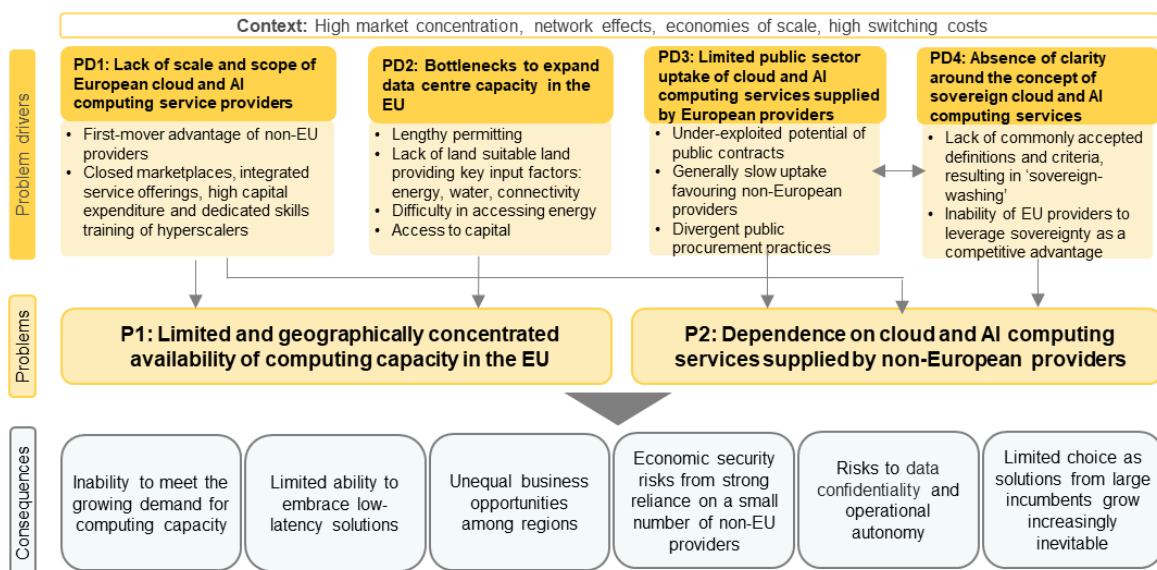 Context: High market concentration, network effects, economies of scale, high switching costs
Problem drivers
PD1: Lack of scale and scope of
European cloud and AI
computing service providers
• First-mover advantage of non-EU
providers
• Closed marketplaces, integrated
service offerings, high capital
expenditure and dedicated skills
training of hyperscalers
PD2: Bottlenecks to expand
data centre capacity in the
EU
• Lengthy permitting
• Lack of land suitable land
providing key input factors:
energy, water, connectivity
• Difficulty in accessing energy
• Access to capital
PD3: Limited public sector
uptake of cloud and AI
computing services supplied
by European providers
• Under-exploited potential of
public contracts
• Generally slow uptake
favouring non-European
providers
• Divergent public
procurement practices
PD4: Absence of clarity
around the concept of
sovereign cloud and AI
computing services
• Lack of commonly accepted
definitions and criteria,
resulting in ‘sovereign-
washing’
• Inability of EU providers to
leverage sovereignty as a
competitive advantage
Problems
P1: Limited and geographically concentrated
availability of computing capacity in the EU
P2: Dependence on cloud and AI computing
services supplied by non-European providers
Consequences
Inability to meet the
growing demand for
computing capacity
Limited ability to
embrace low-
latency solutions
Unequal business
opportunities
among regions
Economic security
risks from strong
reliance on a small
number of non-EU
providers
Risks to data
confidentiality and
operational
autonomy
Limited choice as
solutions from large
incumbents grow
increasingly
inevitable